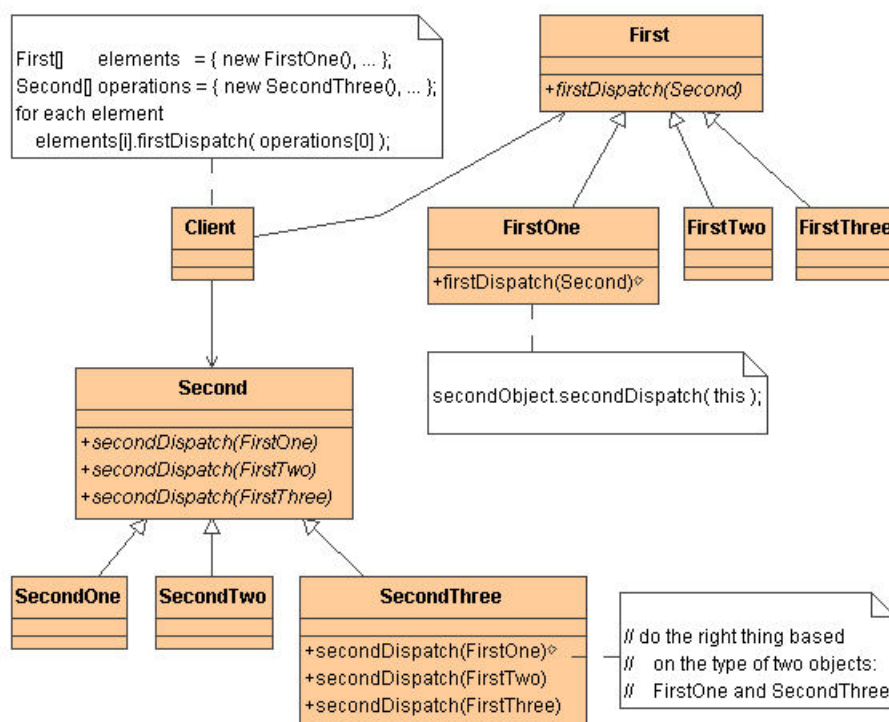 First[] elements = { new FirstOne(), ... };
Second[] operations = { new SecondThree(), ... };
for each element
elements[i].firstDispatch( operations[0] );
First
+firstDispatch(Second)
Client
FirstOne
+firstDispatch(Second)
FirstTwo
FirstThree
secondObject.secondDispatch( this );
Second
+secondDispatch(FirstOne)
+secondDispatch(FirstTwo)
+secondDispatch(FirstThree)
SecondOne
SecondTwo
SecondThree
+secondDispatch(FirstOne)
+secondDispatch(FirstTwo)
+secondDispatch(FirstThree)
// do the right thing based
// on the type of two objects:
// FirstOne and SecondThree